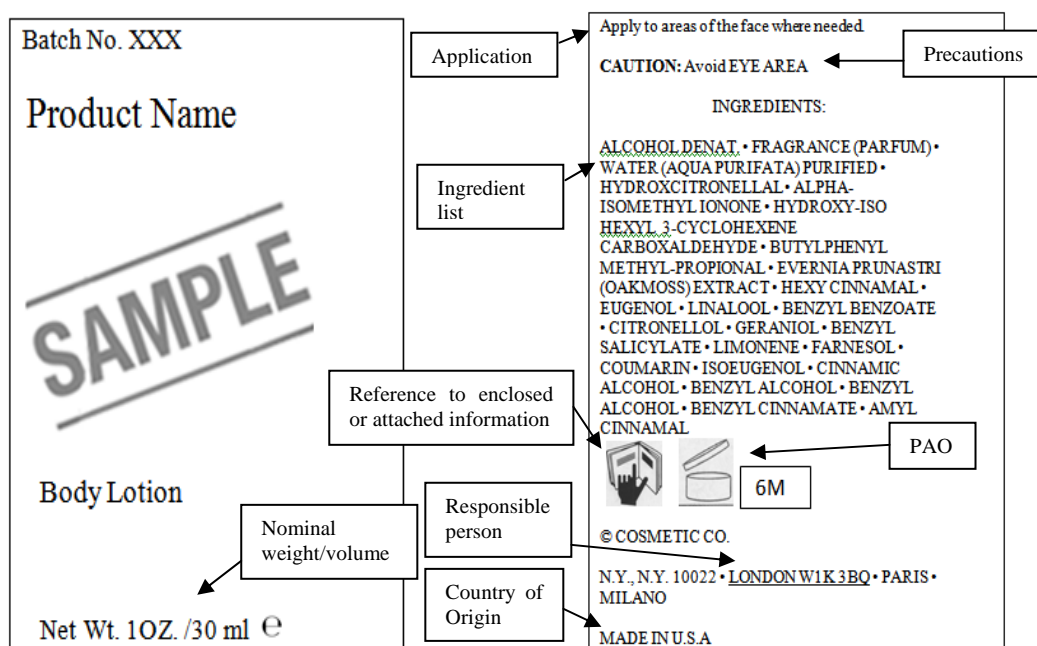 Batch No. XXX
Product Name
SAMPLE
Body Lotion
Nominal
weight/volume
Net Wt. 1OZ. /30 ml ℮
Application
Ingredient
list
Reference to enclosed
or attached information
Responsible
person
Country of
Origin
Apply to areas of the face where needed.
Precautions
CAUTION: Avoid EYE AREA
INGREDIENTS:
ALCOHOL DENAT. • FRAGRANCE (PARFUM) •
WATER (AQUA PURIFATA) PURIFIED •
HYDROXCITRONELLAL • ALPHA-
ISOMETHYL IONONE • HYDROXY-ISO
HEXYL 3-CYCLOHEXENE
CARBOXALDEHYDE • BUTYLPHENYL
METHYL-PROPIONAL • EVERNIA PRUNASTRI
(OAKMOSS) EXTRACT • HEXY CINNAMAL •
EUGENOL • LINALOOL • BENZYL BENZOATE
• CITRONELLOL • GERANIOL • BENZYL
SALICYLATE • LIMONENE • FARNESOL •
COUMARIN • ISOEUGENOL • CINNAMIC
ALCOHOL • BENZYL ALCOHOL • BENZYL
ALCOHOL • BENZYL CINNAMATE • AMYL
CINNAMAL
PAO
6M
© COSMETIC CO.
N.Y., N.Y. 10022 • LONDON W1K 3BQ • PARIS •
MILANO
MADE IN U.S.A